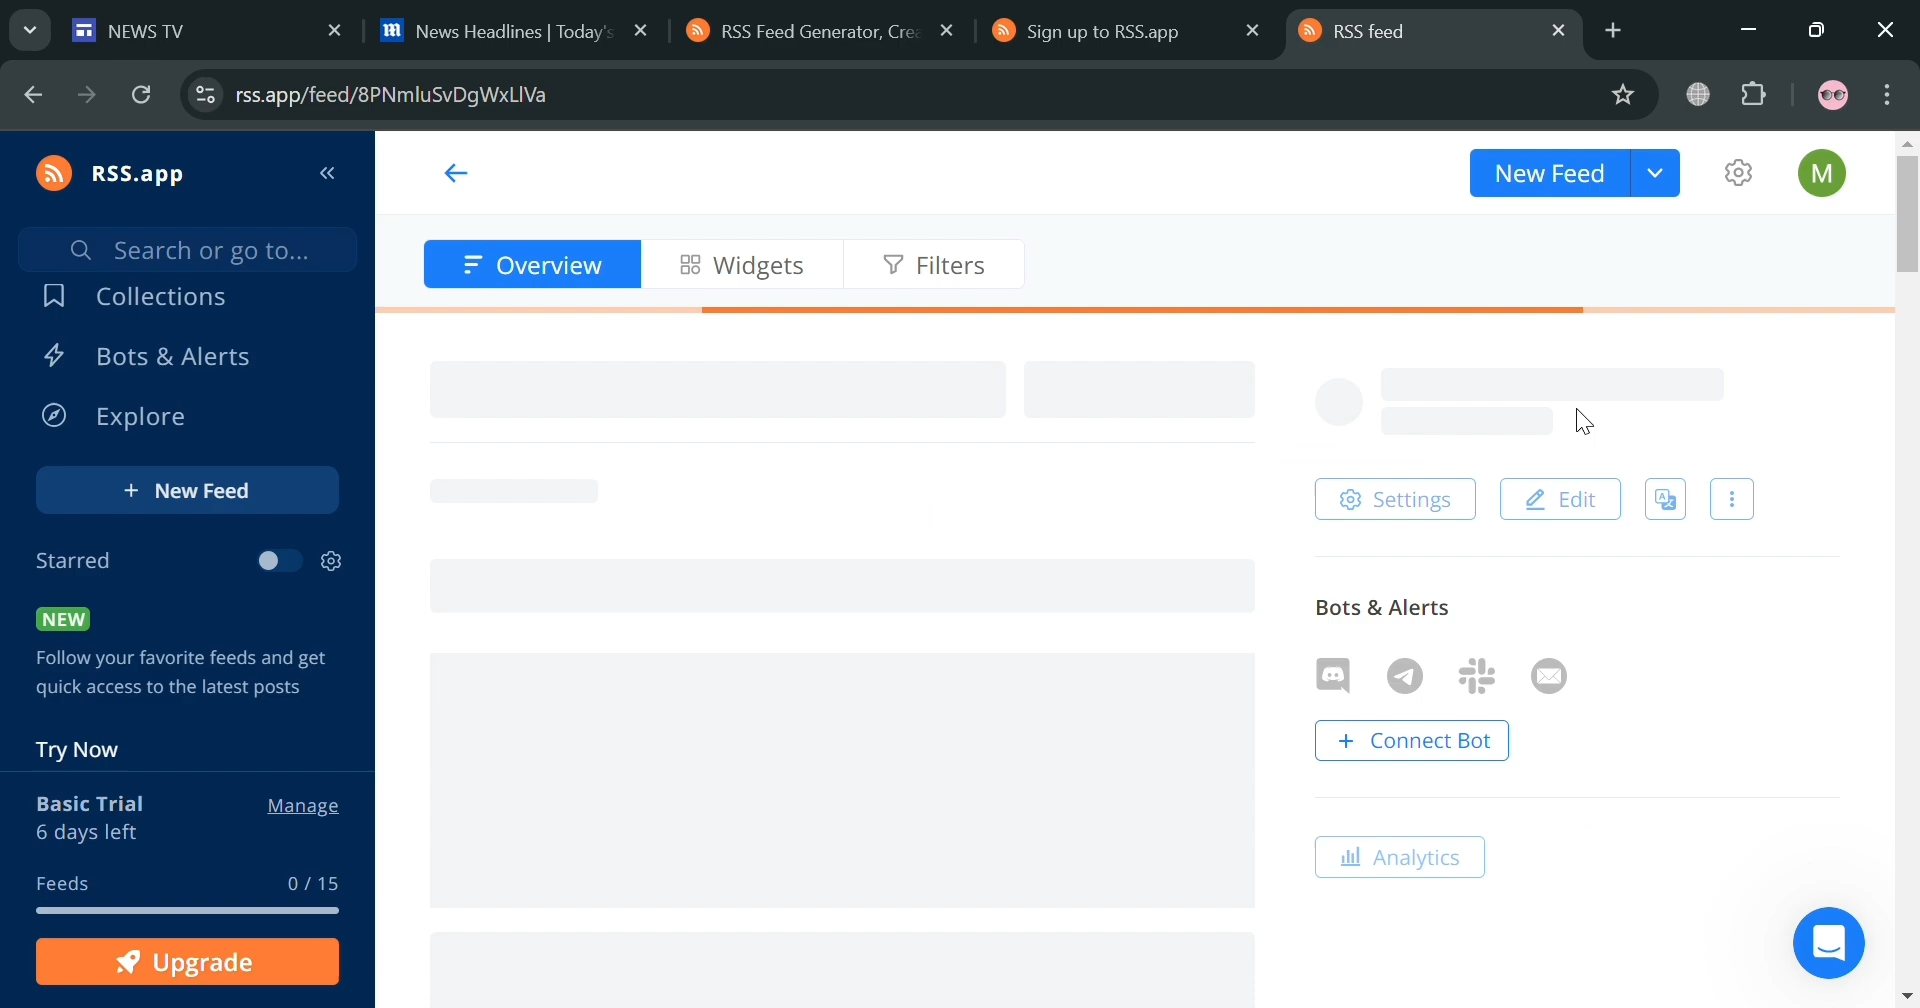 NEWS TV
News Headlines | Today's
RSS Feed Generator, Crea
Sign up to RSS.app
RSS feed
rss.app/feed/8PNmluSvDgWxLlVa
RSS.app
New Feed
M
Search or go to...
Overview
Widgets
Filters
Collections
Bots & Alerts
Explore
+ New Feed
Settings
Edit
Starred
NEW
Follow your favorite feeds and get
quick access to the latest posts
Bots & Alerts
Try Now
+ Connect Bot
Basic Trial
Manage
6 days left
Analytics
Feeds
0 / 15
Upgrade